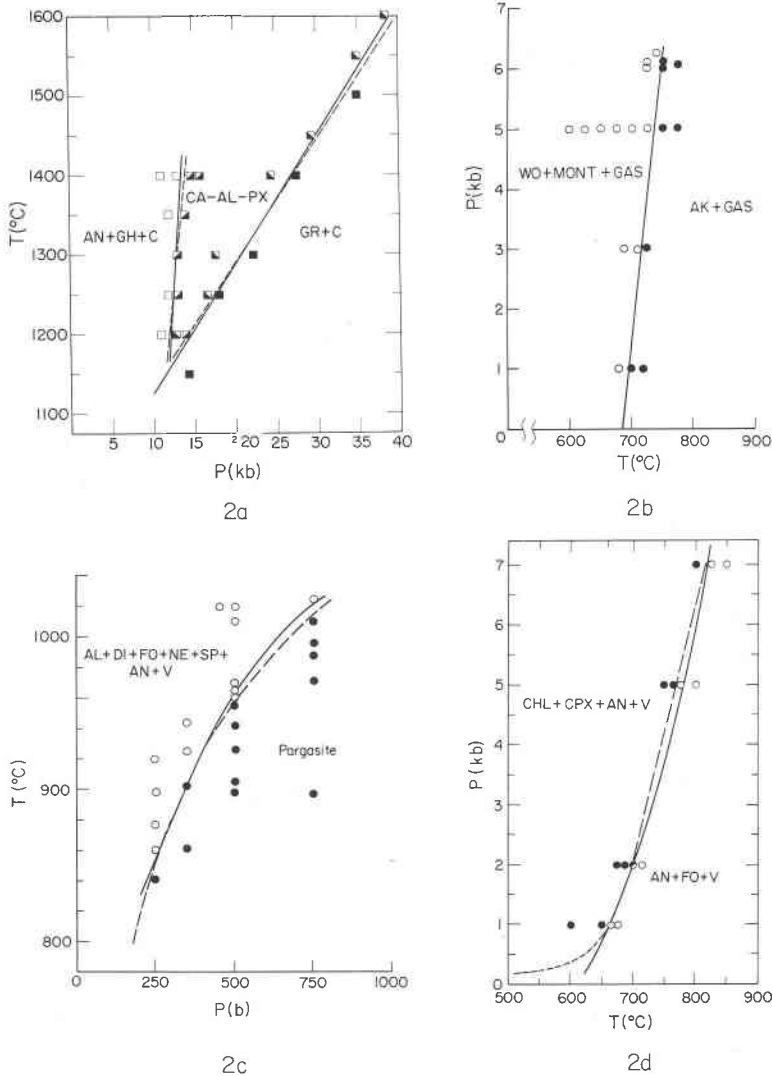 1600
1500
1400
1300
1200
1100
T(°C)
AN+GH+C
CA-AL-PX
GR+C
5 10 15 2 25 30 35 40
P(kb)
2a
7
6
5
4
3
2
1
0
P(kb)
WO+MONT+GAS
AK+GAS
600 700 800 900
T(°C)
2b
1000
900
800
T(°C)
AL+DI+FO+NE+SP+
AN+V
Pargasite
250 500 750 1000
P(b)
2c
7
6
5
4
3
2
1
0
P(kb)
CHL+CPX+AN+V
AN+FO+V
500 600 700 800 900
T(°C)
2d